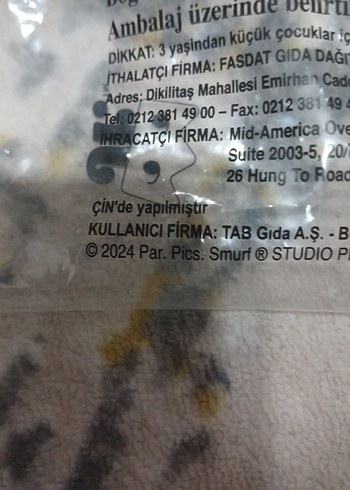 Ambalaj üzerinde belirti
DİKKAT: 3 yaşından küçük çocuklar iç
İTHALATÇI FİRMA: FASDAT GIDA DAĞI
Adres: Dikilitaş Mahallesi Emirhan Cad
Tel: 0212 381 49 00 – Fax: 0212 381 49 4
İHRACATÇI FİRMA: Mid-America Ove
Suite 2003-5, 20/
26 Hung To Road
ÇİN'de yapılmıştır
KULLANICI FİRMA: TAB Gıda A.Ş. - B
© 2024 Par. Pics. Smurf ® STUDIO P